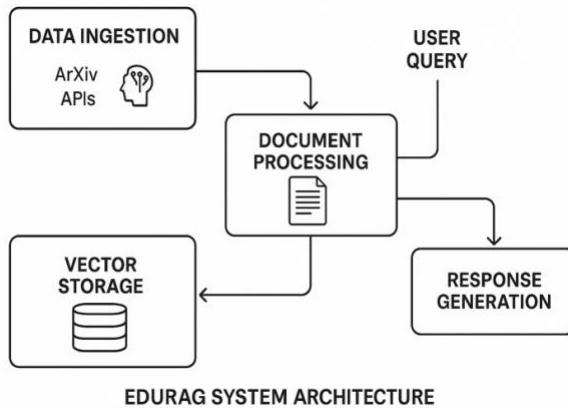 DATA INGESTION
ArXiv
APIs
USER
QUERY
DOCUMENT
PROCESSING
VECTOR
STORAGE
RESPONSE
GENERATION
EDURAG SYSTEM ARCHITECTURE